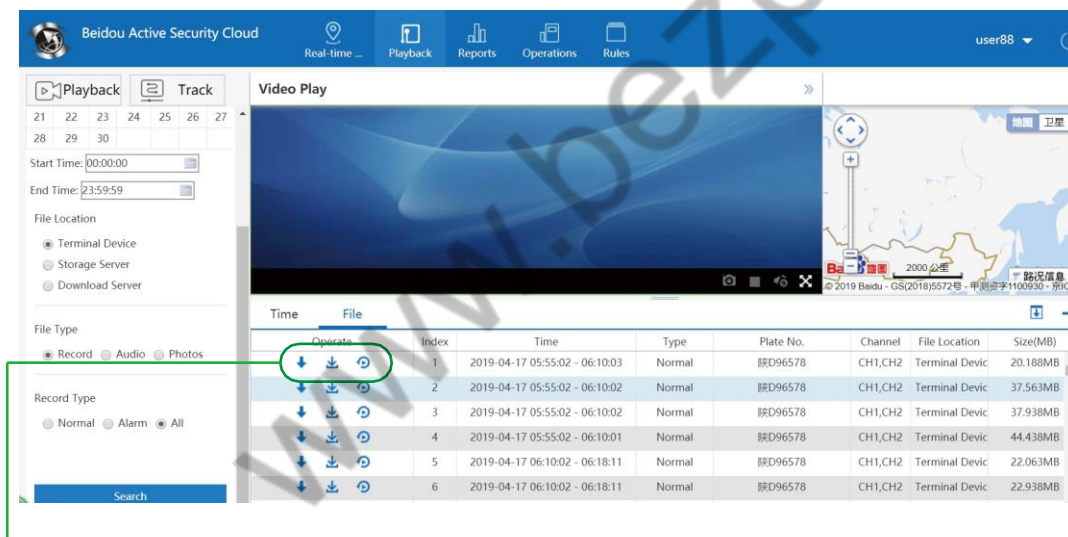 Beidou Active Security Cloud
Real-time ...
Playback
Reports
Operations
Rules
user88
Playback
Track
21 22 23 24 25 26 27
28 29 30
Start Time: 00:00:00
End Time: 23:59:59
File Location
Terminal Device
Storage Server
Download Server
File Type
Record Audio Photos
Record Type
Normal Alarm All
Search
Video Play
地图 卫星
2000 公里
路况信息
© 2019 Baidu - GS(2018)5572号 - 甲测资字1100930 - 京IC
Time File
Operate Index Time Type Plate No. Channel File Location Size(MB)
1 2019-04-17 05:55:02 - 06:10:03 Normal 陕D96578 CH1,CH2 Terminal Devic 20.188MB
2 2019-04-17 05:55:02 - 06:10:02 Normal 陕D96578 CH1,CH2 Terminal Devic 37.563MB
3 2019-04-17 05:55:02 - 06:10:02 Normal 陕D96578 CH1,CH2 Terminal Devic 37.938MB
4 2019-04-17 05:55:02 - 06:10:01 Normal 陕D96578 CH1,CH2 Terminal Devic 44.438MB
5 2019-04-17 06:10:02 - 06:18:11 Normal 陕D96578 CH1,CH2 Terminal Devic 22.063MB
6 2019-04-17 06:10:02 - 06:18:11 Normal 陕D96578 CH1,CH2 Terminal Devic 22.938MB